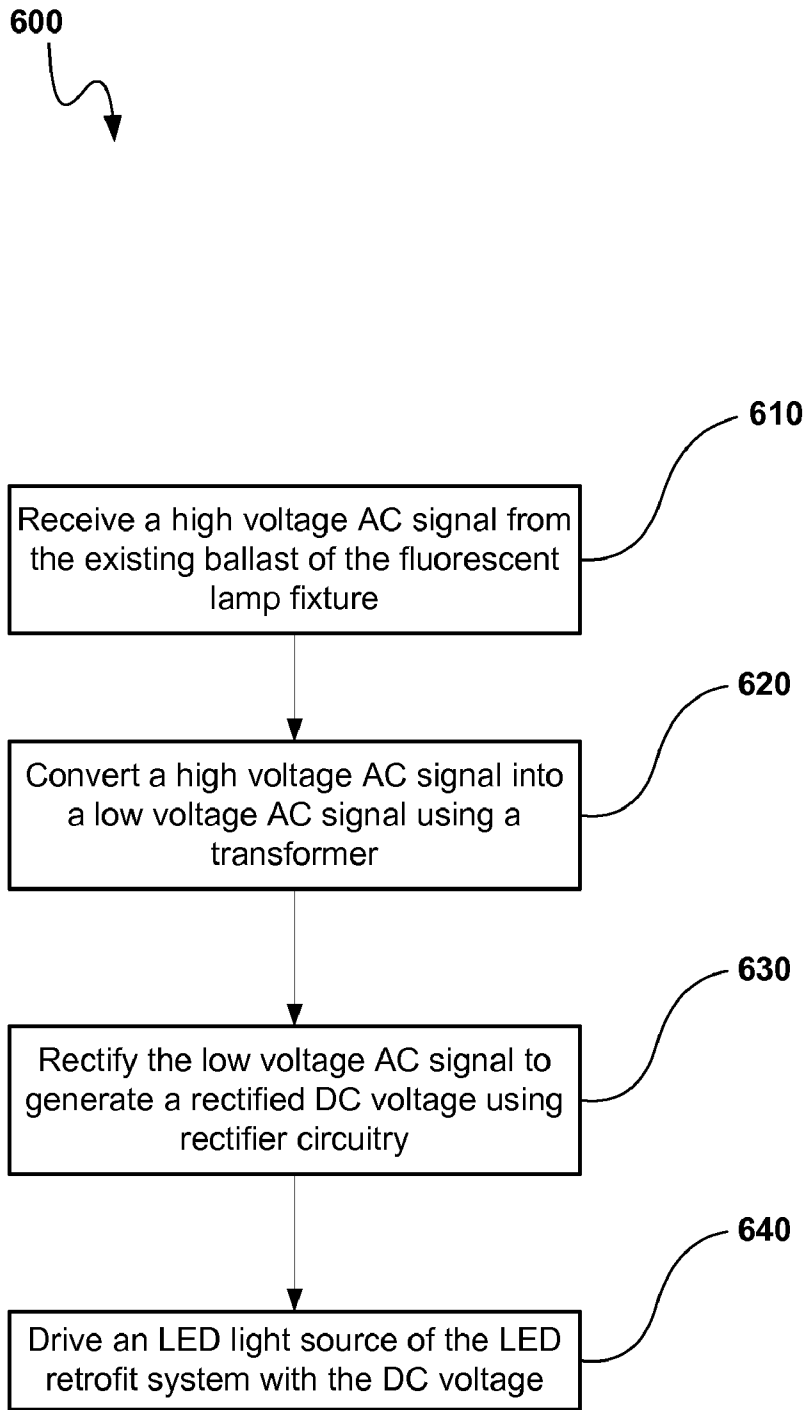 600
610
Receive a high voltage AC signal from
the existing ballast of the fluorescent
lamp fixture
620
Convert a high voltage AC signal into
a low voltage AC signal using a
transformer
630
Rectify the low voltage AC signal to
generate a rectified DC voltage using
rectifier circuitry
640
Drive an LED light source of the LED
retrofit system with the DC voltage